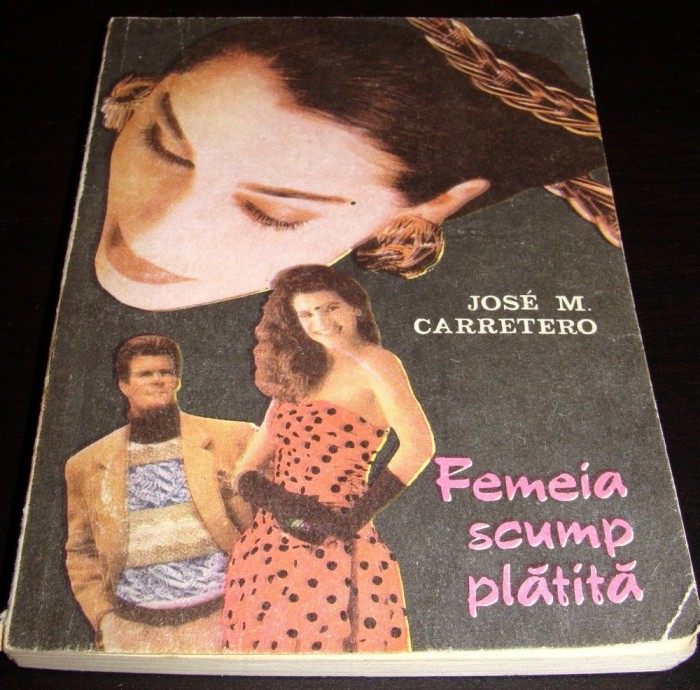 JOSÉ M.
CARRETERO
Femeia
scump
plătită